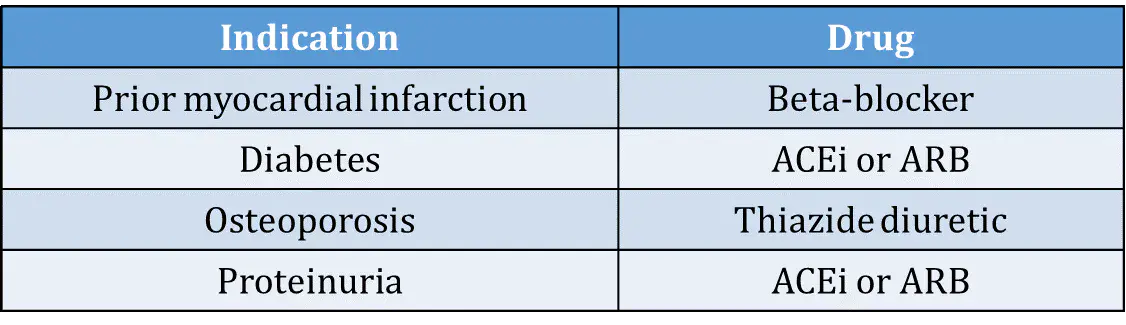 Indication Drug
Prior myocardial infarction Beta-blocker
Diabetes ACEi or ARB
Osteoporosis Thiazide diuretic
Proteinuria ACEi or ARB